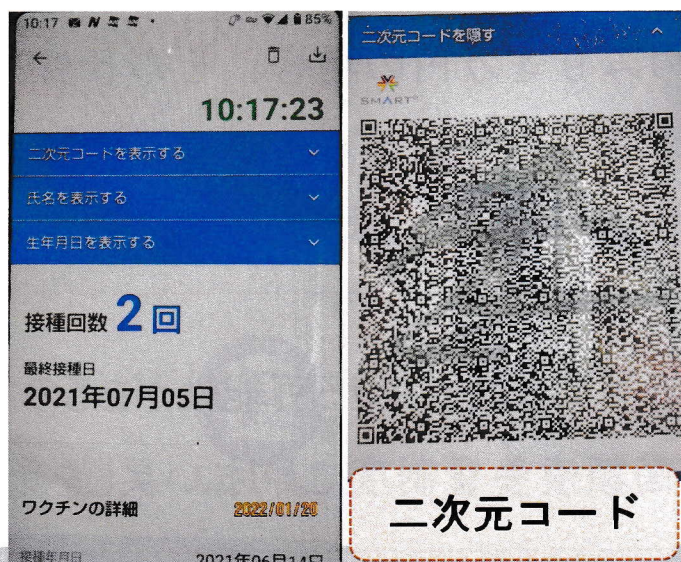 10:17
85%
10:17:23
二次元コードを表示する
氏名を表示する
生年月日を表示する
接種回数 2 回
最終接種日
2021年07月05日
ワクチンの詳細
2022/01/20
接種年月日
2021年06月14日
二次元コードを隠す
SMART
二次元コード